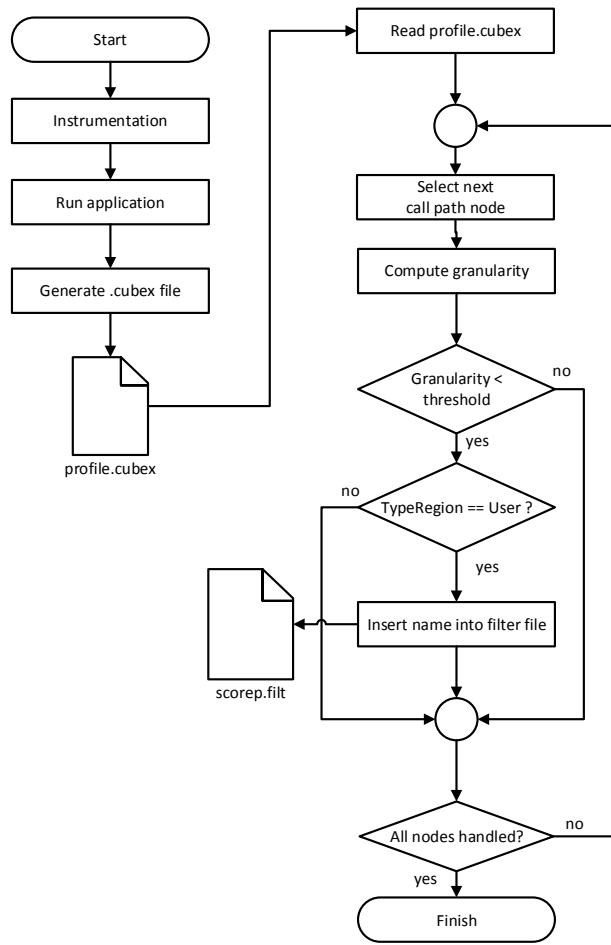 Start
Instrumentation
Run application
Generate .cubex file
profile.cubex
Read profile.cubex
Select next
call path node
Compute granularity
Granularity <
threshold
no
yes
TypeRegion == User ?
no
yes
Insert name into filter file
scorep.filt
All nodes handled?
no
yes
Finish